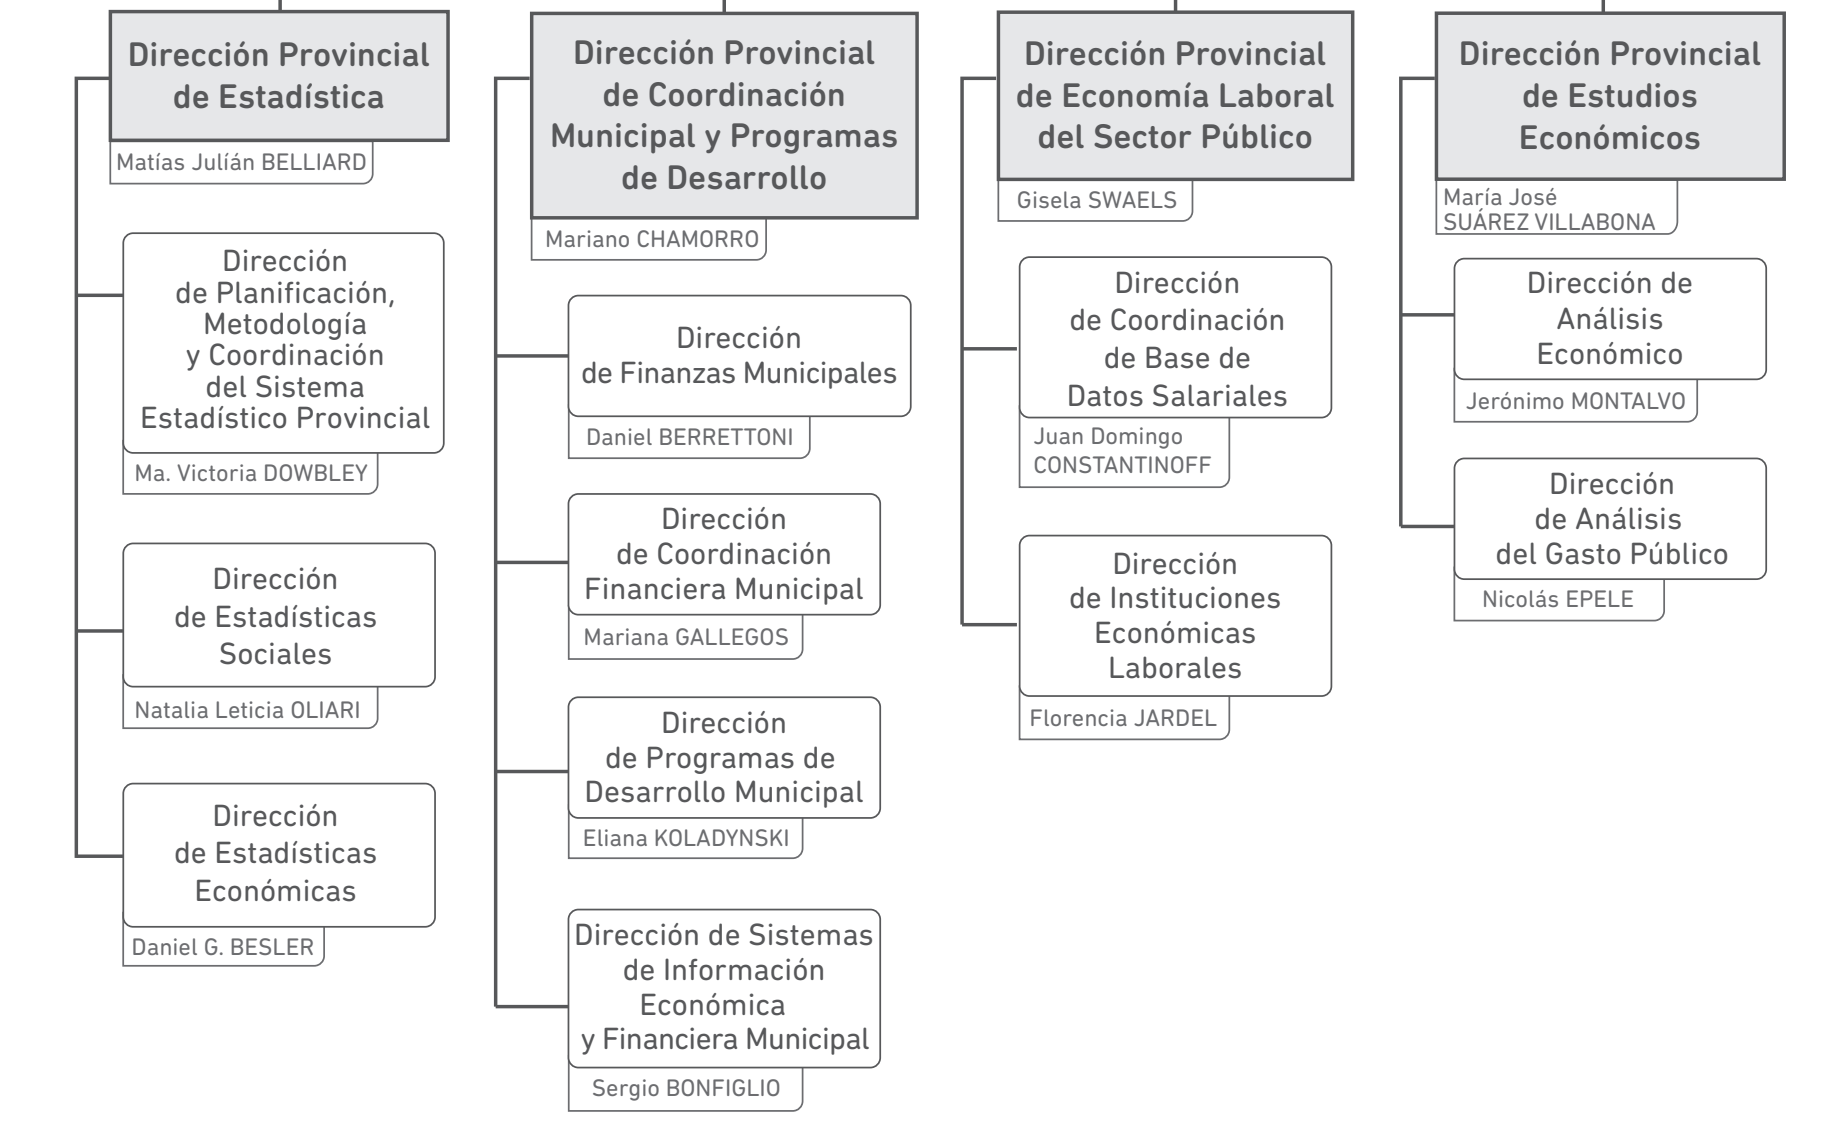 Dirección Provincial
de Estadística
Matías Julián BELLIARD
Dirección
de Planificación,
Metodología
y Coordinación
del Sistema
Estadístico Provincial
Ma. Victoria DOWBLEY
Dirección
de Estadísticas
Sociales
Natalia Leticia OLIARI
Dirección
de Estadísticas
Económicas
Daniel G. BESLER
Dirección Provincial
de Coordinación
Municipal y Programas
de Desarrollo
Mariano CHAMORRO
Dirección
de Finanzas Municipales
Daniel BERRETTONI
Dirección
de Coordinación
Financiera Municipal
Mariana GALLEGOS
Dirección
de Programas de
Desarrollo Municipal
Eliana KOLADYNSKI
Dirección de Sistemas
de Información
Económica
y Financiera Municipal
Sergio BONFIGLIO
Dirección Provincial
de Economía Laboral
del Sector Público
Gisela SWAELS
Dirección
de Coordinación
de Base de
Datos Salariales
Juan Domingo
CONSTANTINOFF
Dirección
de Instituciones
Económicas
Laborales
Florencia JARDEL
Dirección Provincial
de Estudios
Económicos
María José
SUÁREZ VILLABONA
Dirección de
Análisis
Económico
Jerónimo MONTALVO
Dirección
de Análisis
del Gasto Público
Nicolás EPELE